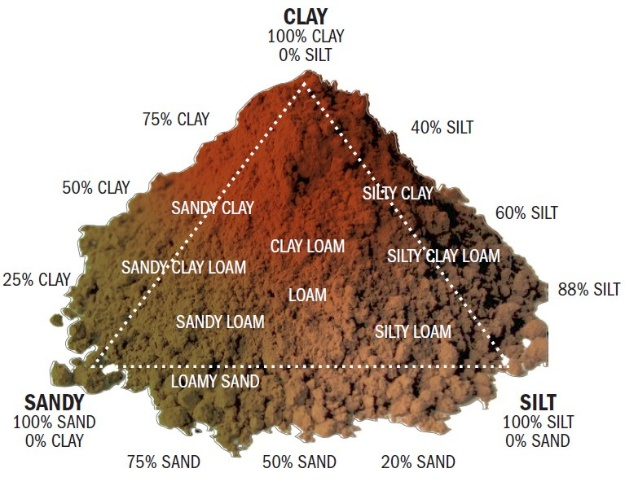 CLAY
100% CLAY
0% SILT
75% CLAY
40% SILT
50% CLAY
SILTY CLAY
SANDY CLAY
60% SILT
CLAY LOAM
SILTY CLAY LOAM
SANDY CLAY LOAM
25% CLAY
88% SILT
LOAM
SANDY LOAM
SILTY LOAM
LOAMY SAND
SANDY
100% SAND
0% CLAY
SILT
100% SILT
0% SAND
75% SAND
50% SAND
20% SAND